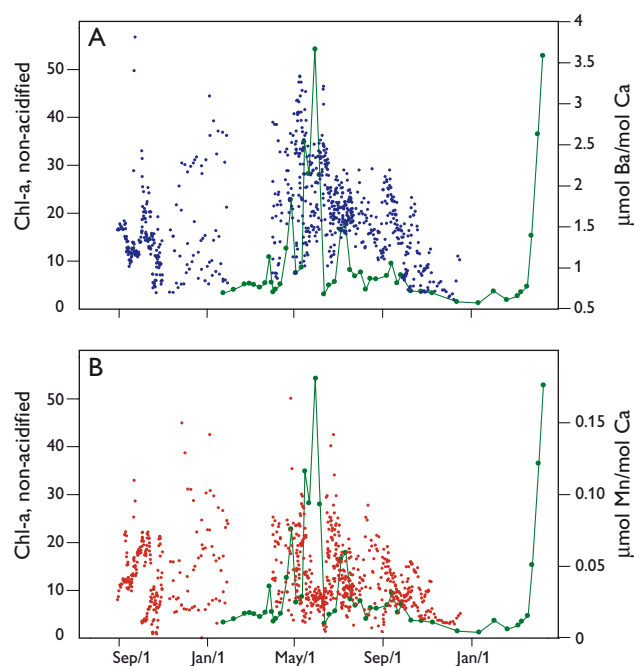 A
Chl-a, non-acidified
50
40
30
20
10
0
4
3.5
3
2.5
2
1.5
1
0.5
µmol Ba/mol Ca
B
Chl-a, non-acidified
50
40
30
20
10
0
0.15
0.10
0.05
0
µmol Mn/mol Ca
Sep/1
Jan/1
May/1
Sep/1
Jan/1